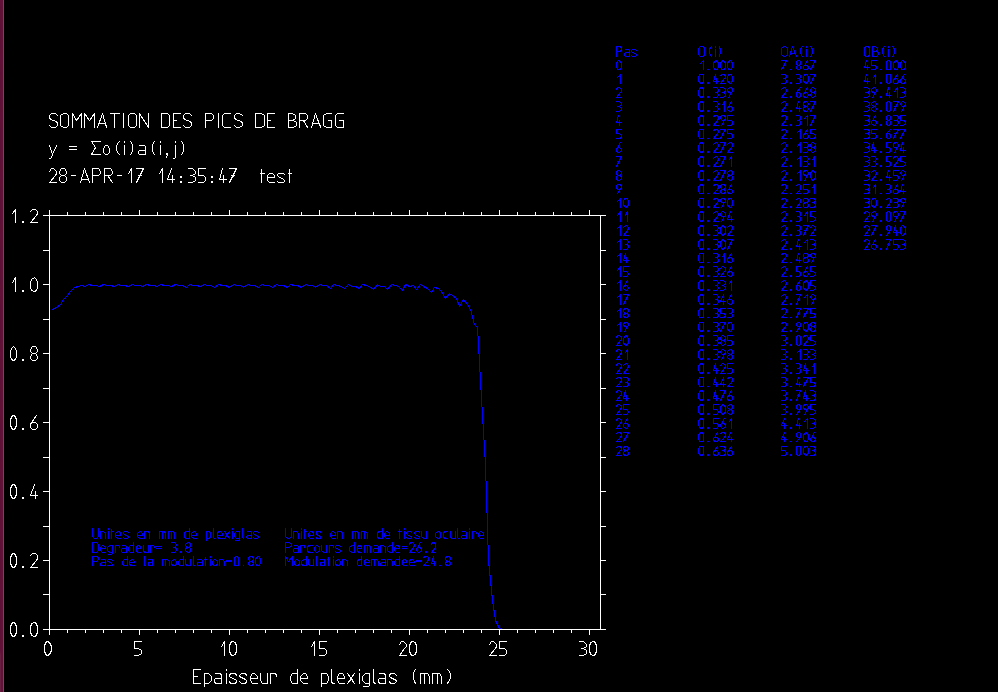 SOMMATION DES PICS DE BRAGG
y = Σo(i)a(i,j)
28-APR-17 14:35:47 test
1.2
1.0
0.8
0.6
0.4
0.2
0.0
0 5 10 15 20 25 30
Epaisseur de plexiglas (mm)
Unites en mm de plexiglas
Degradeur= 3.0
Pas de la modulation=0.80
Unites en mm de tissu oculaire
Parcours demande=26.2
Modulation demandee=24.8
Pas O(i) OA(i) OB(i)
0 1.000 7.867 45.000
1 0.420 3.307 41.066
2 0.339 2.668 39.413
3 0.316 2.487 38.079
4 0.295 2.317 36.835
5 0.275 2.165 35.677
6 0.272 2.139 34.594
7 0.271 2.131 33.525
8 0.278 2.190 32.459
9 0.286 2.251 31.364
10 0.290 2.283 30.239
11 0.294 2.315 29.097
12 0.302 2.372 27.940
13 0.307 2.413 26.753
14 0.316 2.489
15 0.326 2.565
16 0.331 2.605
17 0.346 2.719
18 0.353 2.775
19 0.370 2.908
20 0.385 3.025
21 0.398 3.133
22 0.425 3.341
23 0.442 3.475
24 0.476 3.743
25 0.508 3.995
26 0.561 4.413
27 0.624 4.906
28 0.636 5.003